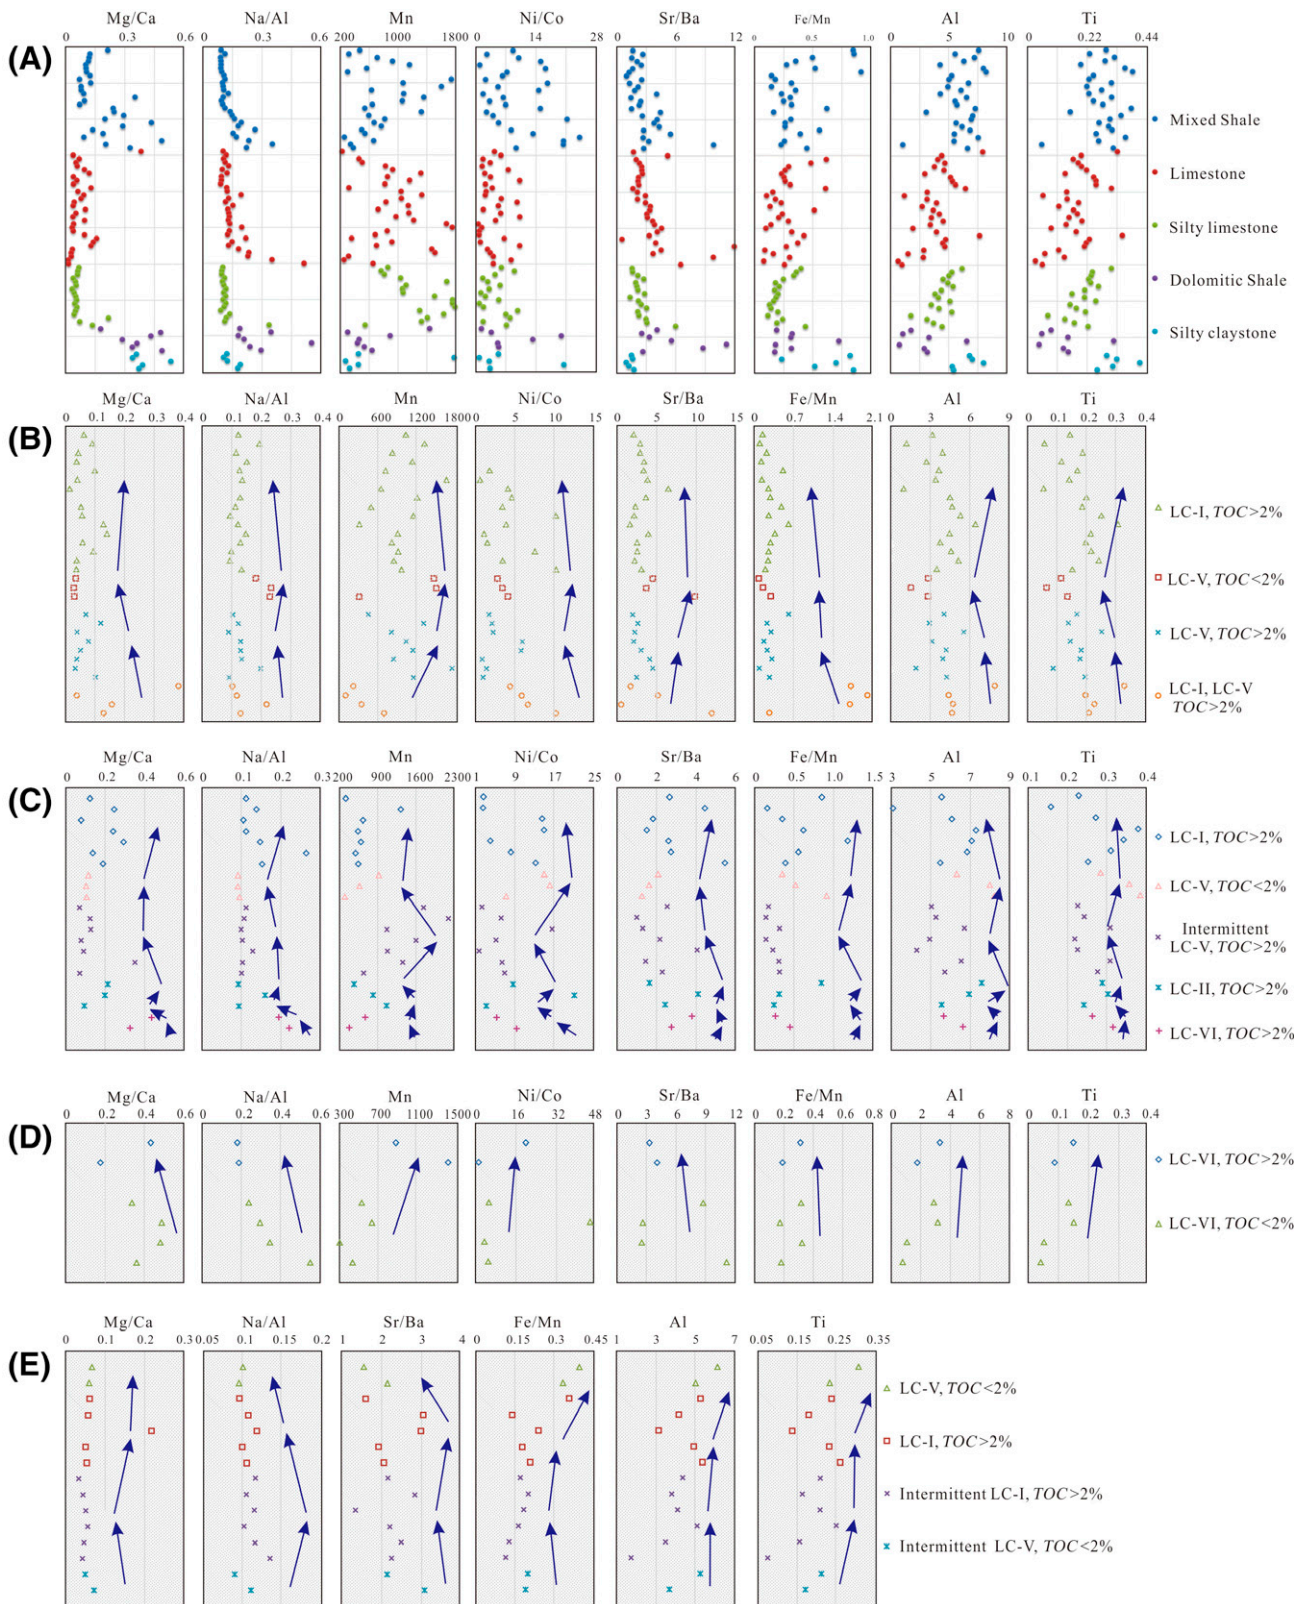 Mg/Ca Na/Al Mn Ni/Co Sr/Ba Fe/Mn Al Ti
0 0.3 0.6 0 0.3 0.6 200 1000 1800 0 14 28 0 6 12 0 0.5 1.0 0 5 10 0 0.22 0.44
(A)
Mixed Shale
Limestone
Silty limestone
Dolomitic Shale
Silty claystone
Mg/Ca Na/Al Mn Ni/Co Sr/Ba Fe/Mn Al Ti
0 0.1 0.2 0.3 0.4 0 0.1 0.2 0.3 0.4 0 600 1200 1800 0 5 10 15 0 5 10 15 0 0.7 1.4 2.1 0 3 6 9 0 0.1 0.2 0.3 0.4
(B)
LC-I, TOC>2%
LC-V, TOC<2%
LC-V, TOC>2%
LC-I, LC-V
TOC>2%
Mg/Ca Na/Al Mn Ni/Co Sr/Ba Fe/Mn Al Ti
0 0.2 0.4 0.6 0 0.1 0.2 0.3 200 900 1600 2300 1 9 17 25 0 2 4 6 0 0.5 1.0 1.5 3 5 7 9 0.1 0.2 0.3 0.4
(C)
LC-I, TOC>2%
LC-V, TOC<2%
Intermittent
LC-V, TOC>2%
LC-II, TOC>2%
LC-VI, TOC>2%
Mg/Ca Na/Al Mn Ni/Co Sr/Ba Fe/Mn Al Ti
0 0.2 0.4 0.6 0 0.2 0.4 0.6 300 700 1100 1500 0 16 32 48 0 3 6 9 12 0 0.2 0.4 0.6 0.8 0 2 4 6 8 0 0.1 0.2 0.3 0.4
(D)
LC-VI, TOC>2%
LC-VI, TOC<2%
Mg/Ca Na/Al Sr/Ba Fe/Mn Al Ti
0 0.1 0.2 0.3 0.05 0.1 0.15 0.2 1 2 3 4 0 0.15 0.3 0.45 1 3 5 7 0.05 0.15 0.25 0.35
(E)
LC-V, TOC<2%
LC-I, TOC>2%
Intermittent LC-I, TOC>2%
Intermittent LC-V, TOC<2%